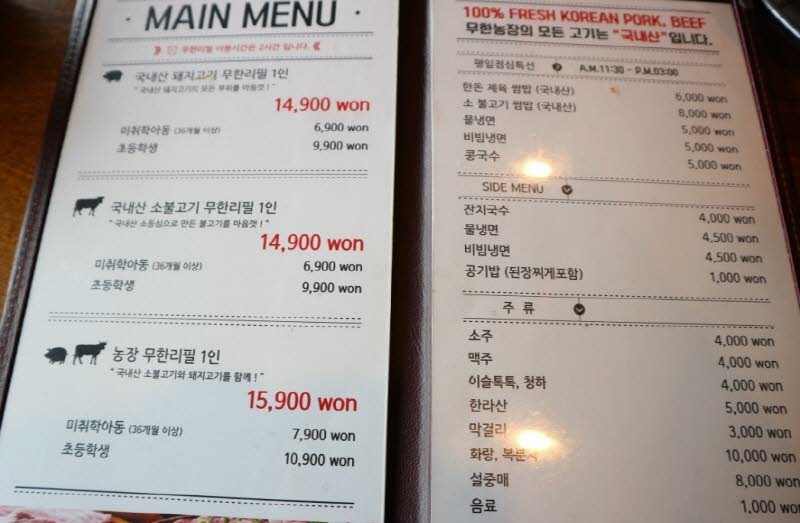 · MAIN MENU ·
무한리필 이용시간은 2시간 입니다.
국내산 돼지고기 무한리필 1인
" 국내산 돼지고기의 모든 부위를 마음껏! "
14,900 won
미취학아동 (36개월 이상) 6,900 won
초등학생 9,900 won
국내산 소불고기 무한리필 1인
" 국내산 소등심으로 만든 불고기를 마음껏! "
14,900 won
미취학아동 (36개월 이상) 6,900 won
초등학생 9,900 won
농장 무한리필 1인
" 국내산 소불고기와 돼지고기를 함께! "
15,900 won
미취학아동 (36개월 이상) 7,900 won
초등학생 10,900 won
100% FRESH KOREAN PORK, BEEF
무한농장의 모든 고기는 "국내산"입니다.
평일점심특선 A.M.11:30 - P.M.03:00
한돈 제육 쌈밥 (국내산) 6,000 won
소 불고기 쌈밥 (국내산) 8,000 won
물냉면 5,000 won
비빔냉면 5,000 won
콩국수 5,000 won
SIDE MENU
잔치국수 4,000 won
물냉면 4,500 won
비빔냉면 4,500 won
공기밥 (된장찌게포함) 1,000 won
주 류
소주 4,000 won
맥주 4,000 won
이슬톡톡, 청하 4,000 won
한라산 5,000 won
막걸리 3,000 won
화랑, 복분자 10,000 won
설중매 8,000 won
음료 1,000 won